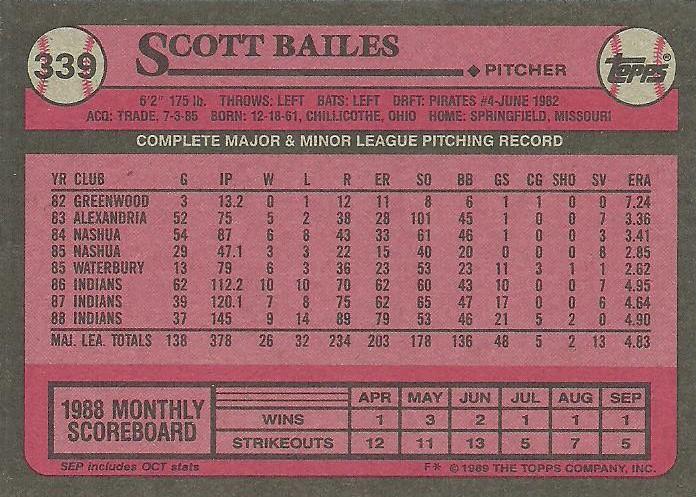 339 SCOTT BAILES
PITCHER
TOPPS®
6'2" 175 lb. THROWS: LEFT BATS: LEFT DRFT: PIRATES #4-JUNE 1982
ACQ: TRADE, 7-3-85 BORN: 12-18-61, CHILLICOTHE, OHIO HOME: SPRINGFIELD, MISSOURI
COMPLETE MAJOR & MINOR LEAGUE PITCHING RECORD
YR CLUB G IP W L R ER SO BB GS CG SHO SV ERA
82 GREENWOOD 3 13.2 0 1 12 11 8 6 1 1 0 0 7.24
83 ALEXANDRIA 52 75 5 2 38 28 101 45 1 0 0 7 3.36
84 NASHUA 54 87 6 8 43 33 61 46 1 0 0 3 3.41
85 NASHUA 29 47.1 3 3 22 15 40 20 0 0 0 8 2.85
85 WATERBURY 13 79 6 3 36 23 53 23 11 3 1 1 2.62
86 INDIANS 62 112.2 10 10 70 62 60 43 10 0 0 7 4.95
87 INDIANS 39 120.1 7 8 75 62 65 47 17 0 0 6 4.64
88 INDIANS 37 145 9 14 89 79 53 46 21 5 2 0 4.90
MAJ. LEA. TOTALS 138 378 26 32 234 203 178 136 48 5 2 13 4.83
1988 MONTHLY
SCOREBOARD
APR MAY JUN JUL AUG SEP
WINS 1 3 2 1 1 1
STRIKEOUTS 12 11 13 5 7 5
SEP includes OCT stats
F* © 1989 THE TOPPS COMPANY, INC.